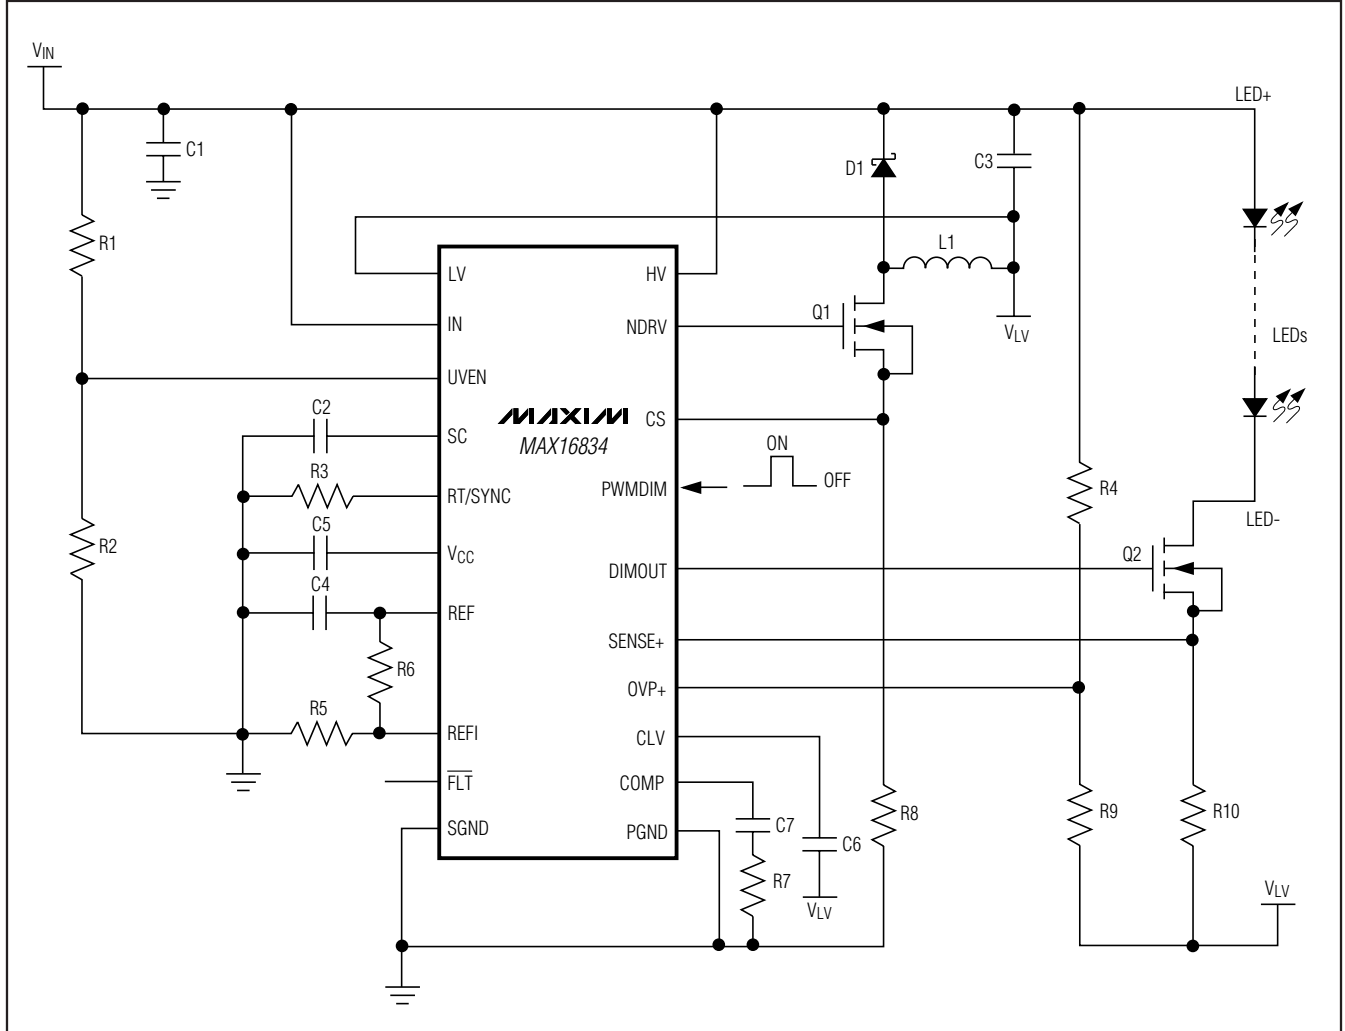 VIN
LED+
C1
D1
C3
R1
L1
LV
HV
Q1
IN
NDRV
VLV
LEDs
UVEN
C2
MAXIM
CS
SC
MAX16834
ON
R3
PWMDIM
OFF
RT/SYNC
R4
C5
LED-
R2
VCC
Q2
C4
DIMOUT
REF
SENSE+
R6
OVP+
R5
REFI
CLV
FLT
COMP
C7
R8
R9
R10
SGND
PGND
C6
R7
VLV
VLV